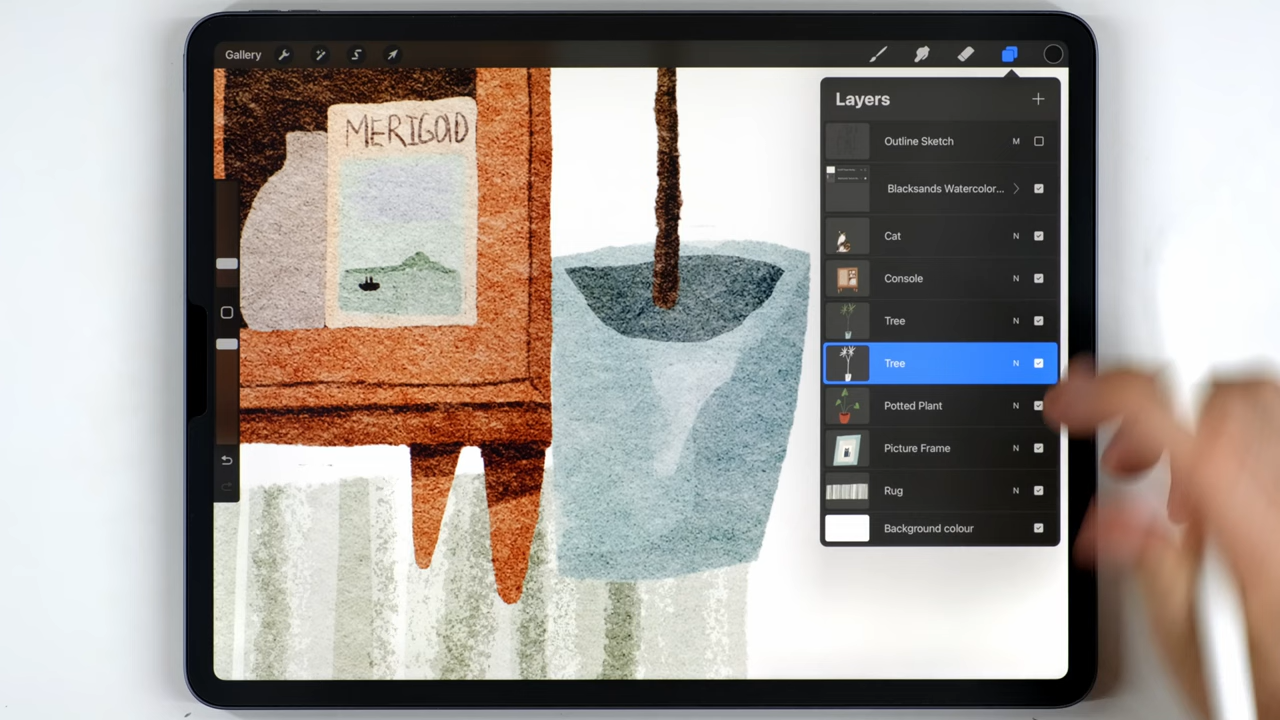 Gallery
Layers
Outline Sketch M
Blacksands Watercolor...
Cat N
Console N
Tree N
Tree N
Potted Plant N
Picture Frame N
Rug N
Background colour
MERIGOLD